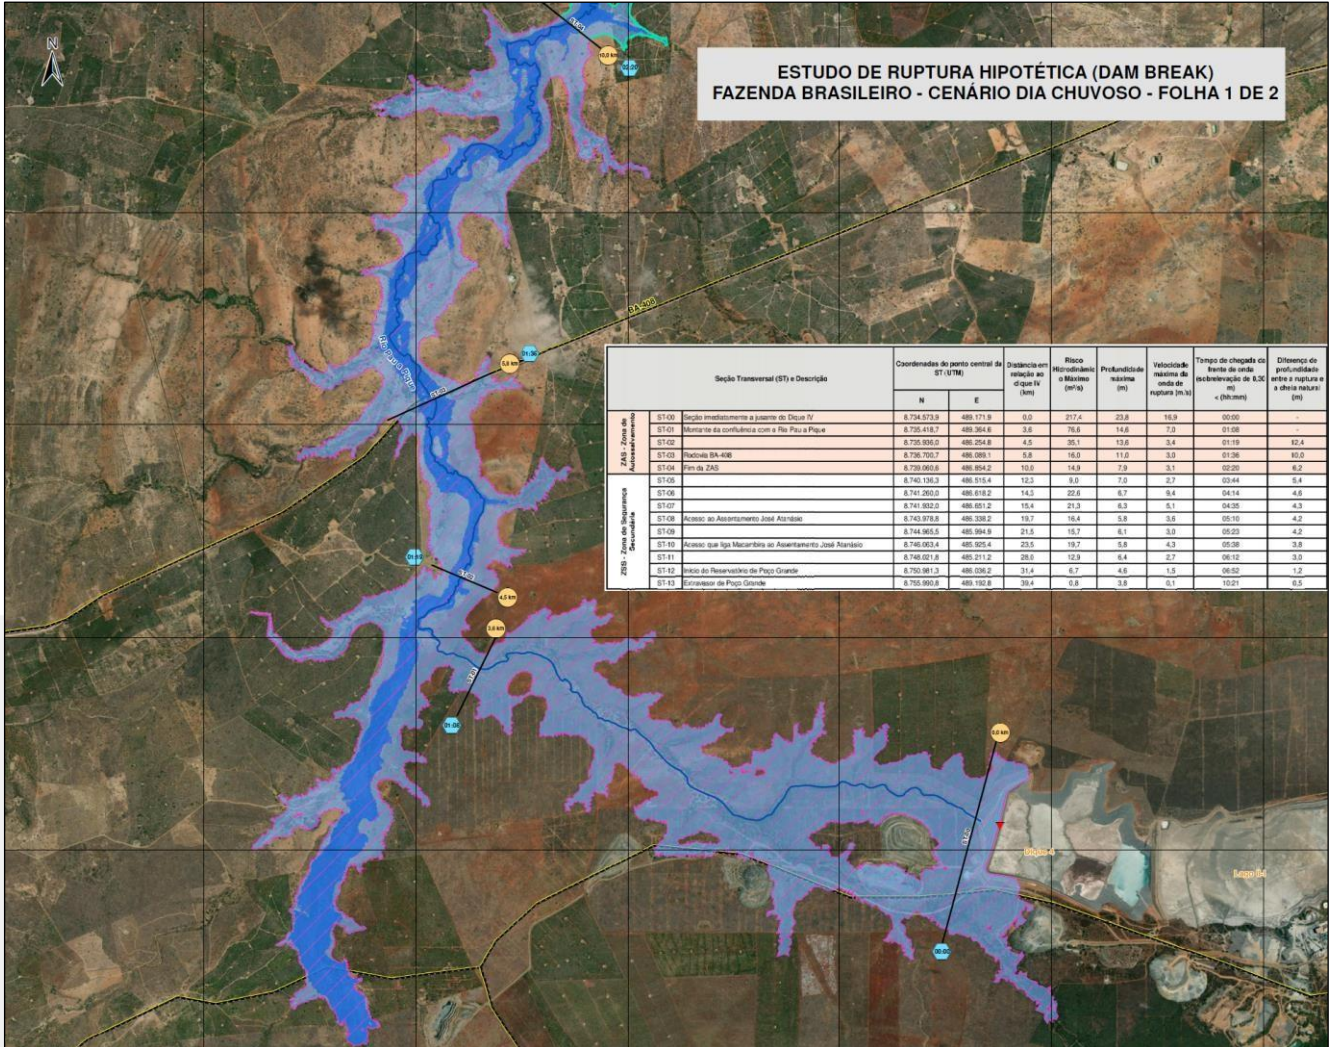 N
ST-04
10,0 km
02:20
ESTUDO DE RUPTURA HIPOTÉTICA (DAM BREAK)
FAZENDA BRASILEIRO - CENÁRIO DIA CHUVOSO - FOLHA 1 DE 2
BA-408
Rio Pau a Pique
01:36
5,8 km
ST-03
Seção Transversal (ST) e Descrição
Coordenadas do ponto central da ST (UTM)
N E
Distância em relação ao dique IV (km)
Risco Hidrodinâmico Máximo (m²/s)
Profundidade máxima (m)
Velocidade máxima da onda de ruptura (m/s)
Tempo de chegada da frente de onda (sobrelevação de 0,30 m) < (hh:mm)
Diferença de profundidade entre a ruptura e a cheia natural (m)
ZAS - Zona de Autossalvamento
ST-00 Seção imediatamente a jusante do Dique IV 8.734.573,9 489.171,9 0,0 217,4 23,8 16,9 00:00 -
ST-01 Montante da confluência com a Rio Pau a Pique 8.735.418,7 489.364,6 3,6 76,6 14,6 7,0 01:08 -
ST-02 8.735.936,0 486.254,8 4,5 35,1 13,6 3,4 01:19 12,4
ST-03 Rodovia BA-408 8.736.700,7 486.089,1 5,8 16,0 11,0 3,0 01:36 10,0
ST-04 Fim da ZAS 8.739.060,6 486.854,2 10,0 14,9 7,9 3,1 02:20 6,2
ZSS - Zona de Segurança Secundária
ST-05 8.740.136,3 486.515,4 12,3 9,0 7,0 2,7 03:44 5,4
ST-06 8.741.260,0 486.618,2 14,3 22,6 6,7 9,4 04:14 4,6
ST-07 8.741.932,0 486.651,2 15,4 21,3 6,3 5,1 04:35 4,3
ST-08 Acesso ao Assentamento José Atanásio 8.743.978,8 486.338,2 19,7 16,4 5,8 3,6 05:10 4,2
ST-09 8.744.965,5 485.994,9 21,5 15,7 6,1 3,0 05:23 4,2
ST-10 Acesso que liga Macambira ao Assentamento José Atanásio 8.746.063,4 485.925,4 23,5 19,7 5,8 4,3 05:38 3,8
ST-11 8.748.021,8 485.211,2 28,0 12,9 6,4 2,7 06:12 3,0
ST-12 Início do Reservatório de Poço Grande 8.750.981,3 486.036,2 31,4 6,7 4,6 1,5 06:52 1,2
ST-13 Extravasor de Poço Grande 8.755.990,8 489.192,8 39,4 0,8 3,8 0,1 10:21 0,5
01:19
ST-02
4,5 km
3,6 km
ST-01
01:08
0,0 km
ST-00
Dique 4
00:00